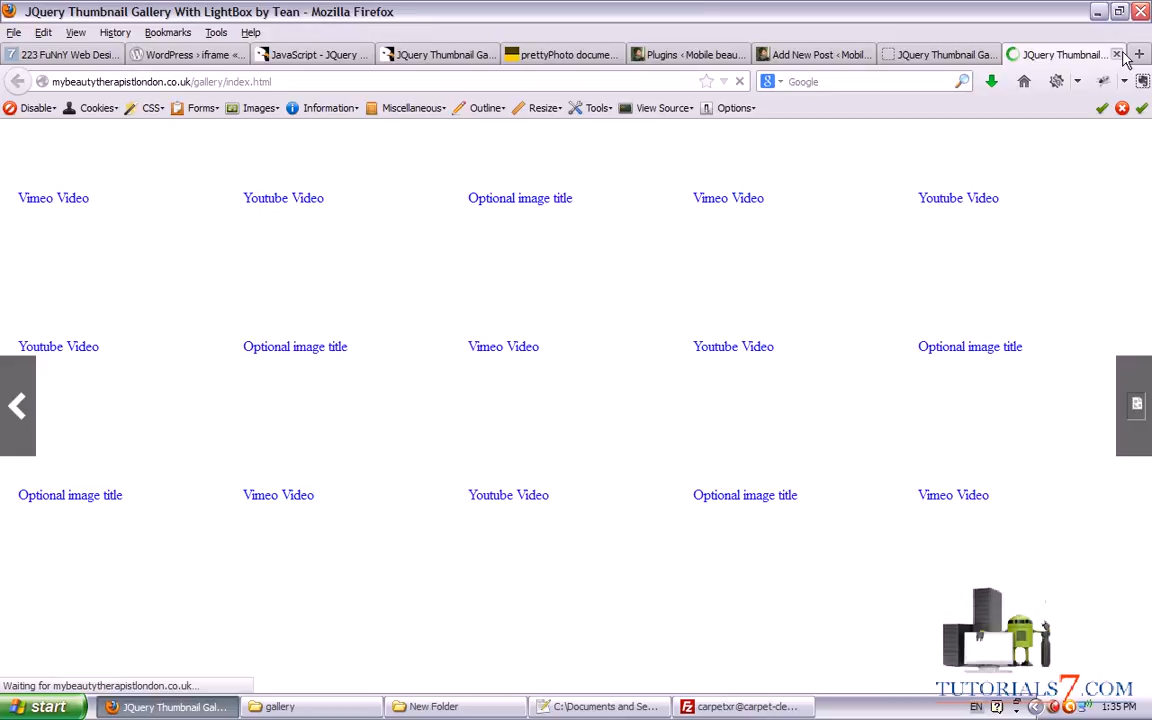 JQuery Thumbnail Gallery With LightBox by Tean - Mozilla Firefox
File Edit View History Bookmarks Tools Help
223 FuNnY Web Desi... WordPress › iframe «... JavaScript - JQuery ... JQuery Thumbnail Ga... prettyPhoto docume... Plugins ‹ Mobile beau... Add New Post ‹ Mobil... JQuery Thumbnail Ga... JQuery Thumbnail...
mybeautytherapistlondon.co.uk/gallery/index.html Google
Disable Cookies CSS Forms Images Information Miscellaneous Outline Resize Tools View Source Options
Vimeo Video Youtube Video Optional image title Vimeo Video Youtube Video
Youtube Video Optional image title Vimeo Video Youtube Video Optional image title
Optional image title Vimeo Video Youtube Video Optional image title Vimeo Video
TUTORIALS7.COM
Waiting for mybeautytherapistlondon.co.uk...
start JQuery Thumbnail Gal... gallery New Folder C:\Documents and Se... carpetxr@carpet-cle... EN 1:35 PM